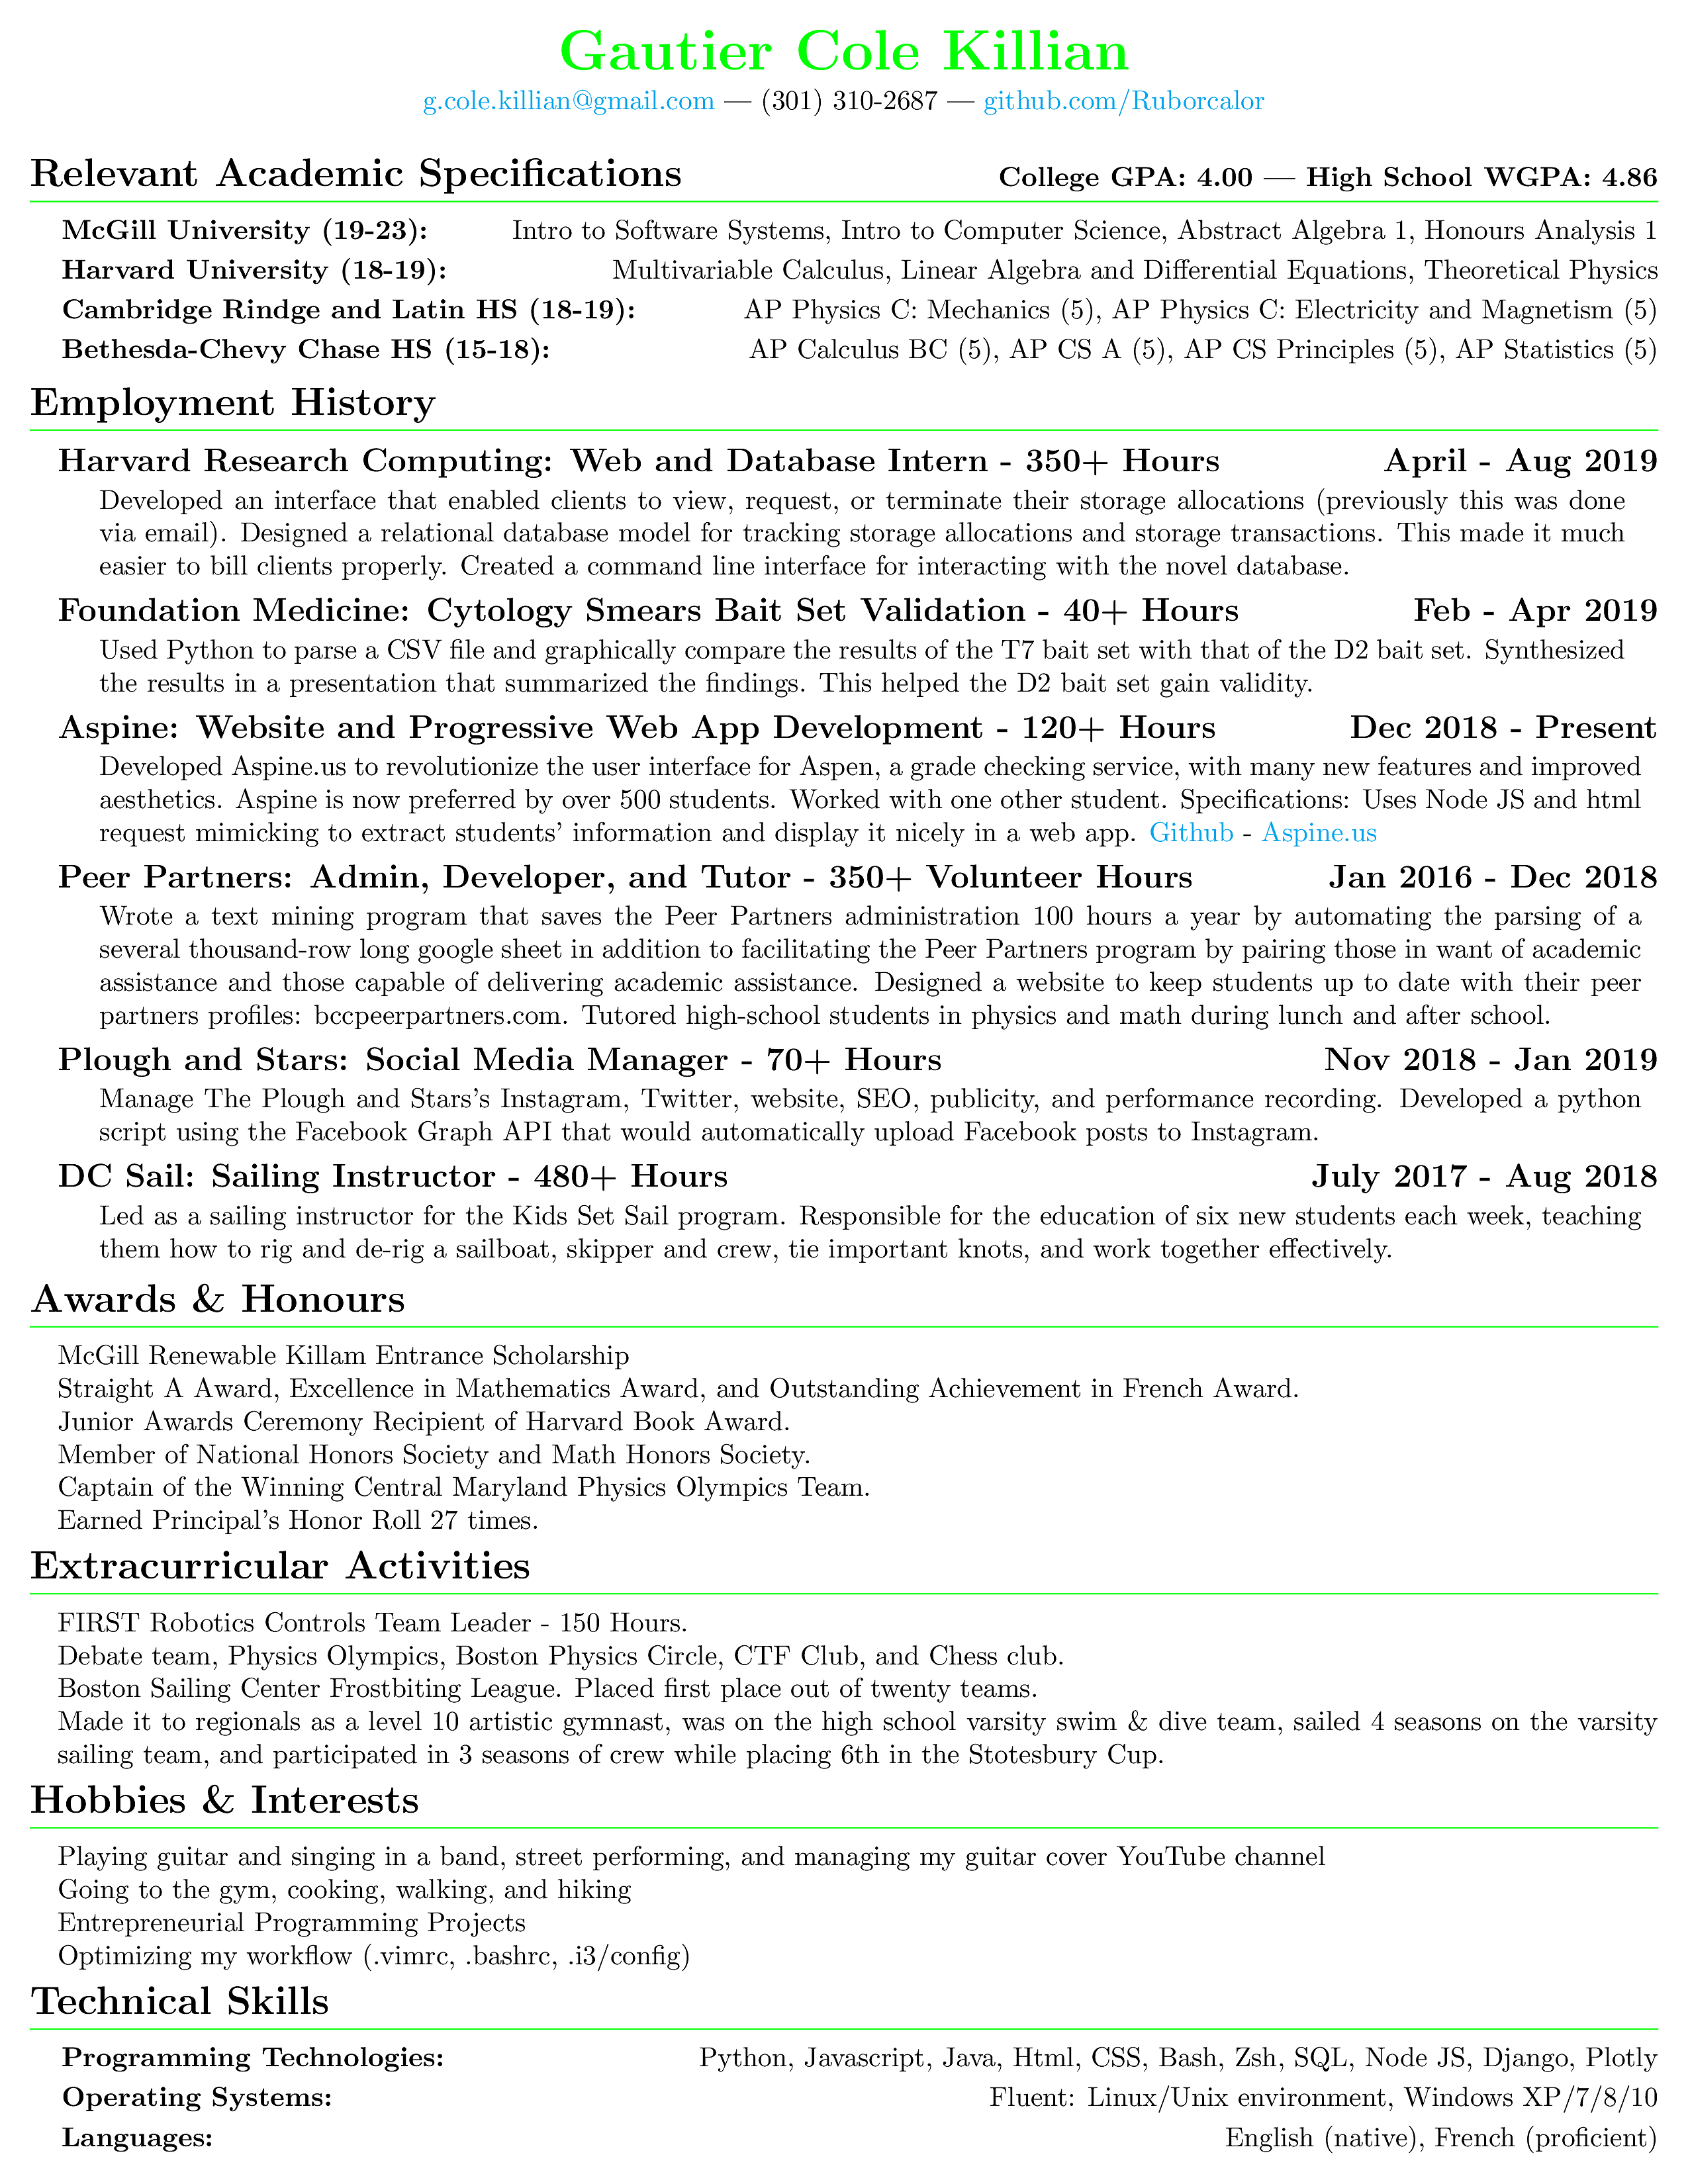 Gautier Cole Killian
g.cole.killian@gmail.com — (301) 310-2687 — github.com/Ruborcalor
Relevant Academic Specifications College GPA: 4.00 — High School WGPA: 4.86
McGill University (19-23): Intro to Software Systems, Intro to Computer Science, Abstract Algebra 1, Honours Analysis 1
Harvard University (18-19): Multivariable Calculus, Linear Algebra and Differential Equations, Theoretical Physics
Cambridge Rindge and Latin HS (18-19): AP Physics C: Mechanics (5), AP Physics C: Electricity and Magnetism (5)
Bethesda-Chevy Chase HS (15-18): AP Calculus BC (5), AP CS A (5), AP CS Principles (5), AP Statistics (5)
Employment History
Harvard Research Computing: Web and Database Intern - 350+ Hours April - Aug 2019
Developed an interface that enabled clients to view, request, or terminate their storage allocations (previously this was done
via email). Designed a relational database model for tracking storage allocations and storage transactions. This made it much
easier to bill clients properly. Created a command line interface for interacting with the novel database.
Foundation Medicine: Cytology Smears Bait Set Validation - 40+ Hours Feb - Apr 2019
Used Python to parse a CSV file and graphically compare the results of the T7 bait set with that of the D2 bait set. Synthesized
the results in a presentation that summarized the findings. This helped the D2 bait set gain validity.
Aspine: Website and Progressive Web App Development - 120+ Hours Dec 2018 - Present
Developed Aspine.us to revolutionize the user interface for Aspen, a grade checking service, with many new features and improved
aesthetics. Aspine is now preferred by over 500 students. Worked with one other student. Specifications: Uses Node JS and html
request mimicking to extract students' information and display it nicely in a web app. Github - Aspine.us
Peer Partners: Admin, Developer, and Tutor - 350+ Volunteer Hours Jan 2016 - Dec 2018
Wrote a text mining program that saves the Peer Partners administration 100 hours a year by automating the parsing of a
several thousand-row long google sheet in addition to facilitating the Peer Partners program by pairing those in want of academic
assistance and those capable of delivering academic assistance. Designed a website to keep students up to date with their peer
partners profiles: bccpeerpartners.com. Tutored high-school students in physics and math during lunch and after school.
Plough and Stars: Social Media Manager - 70+ Hours Nov 2018 - Jan 2019
Manage The Plough and Stars's Instagram, Twitter, website, SEO, publicity, and performance recording. Developed a python
script using the Facebook Graph API that would automatically upload Facebook posts to Instagram.
DC Sail: Sailing Instructor - 480+ Hours July 2017 - Aug 2018
Led as a sailing instructor for the Kids Set Sail program. Responsible for the education of six new students each week, teaching
them how to rig and de-rig a sailboat, skipper and crew, tie important knots, and work together effectively.
Awards & Honours
McGill Renewable Killam Entrance Scholarship
Straight A Award, Excellence in Mathematics Award, and Outstanding Achievement in French Award.
Junior Awards Ceremony Recipient of Harvard Book Award.
Member of National Honors Society and Math Honors Society.
Captain of the Winning Central Maryland Physics Olympics Team.
Earned Principal's Honor Roll 27 times.
Extracurricular Activities
FIRST Robotics Controls Team Leader - 150 Hours.
Debate team, Physics Olympics, Boston Physics Circle, CTF Club, and Chess club.
Boston Sailing Center Frostbiting League. Placed first place out of twenty teams.
Made it to regionals as a level 10 artistic gymnast, was on the high school varsity swim & dive team, sailed 4 seasons on the varsity
sailing team, and participated in 3 seasons of crew while placing 6th in the Stotesbury Cup.
Hobbies & Interests
Playing guitar and singing in a band, street performing, and managing my guitar cover YouTube channel
Going to the gym, cooking, walking, and hiking
Entrepreneurial Programming Projects
Optimizing my workflow (.vimrc, .bashrc, .i3/config)
Technical Skills
Programming Technologies: Python, Javascript, Java, Html, CSS, Bash, Zsh, SQL, Node JS, Django, Plotly
Operating Systems: Fluent: Linux/Unix environment, Windows XP/7/8/10
Languages: English (native), French (proficient)